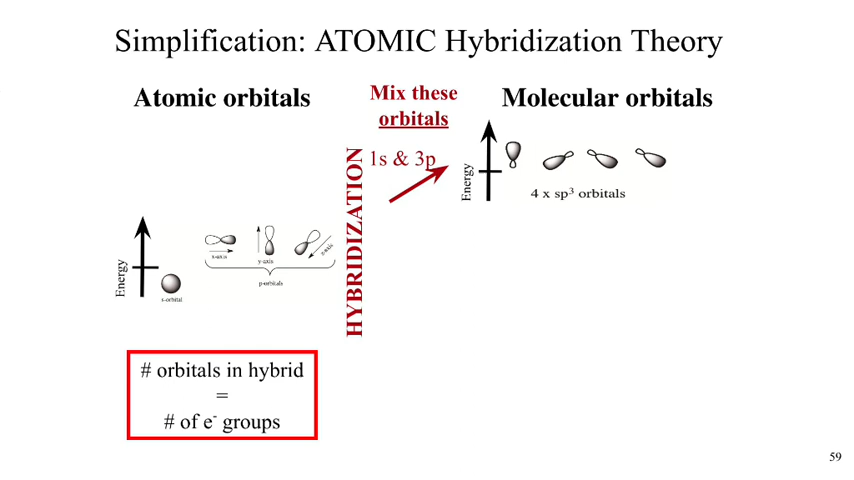 Simplification: ATOMIC Hybridization Theory
Atomic orbitals
Mix these
orbitals
Molecular orbitals
HYBRIDIZATION
1s & 3p
Energy
4 x sp³ orbitals
Energy
s-orbital
x-axis
y-axis
z-axis
p-orbitals
# orbitals in hybrid
=
# of e⁻ groups
59